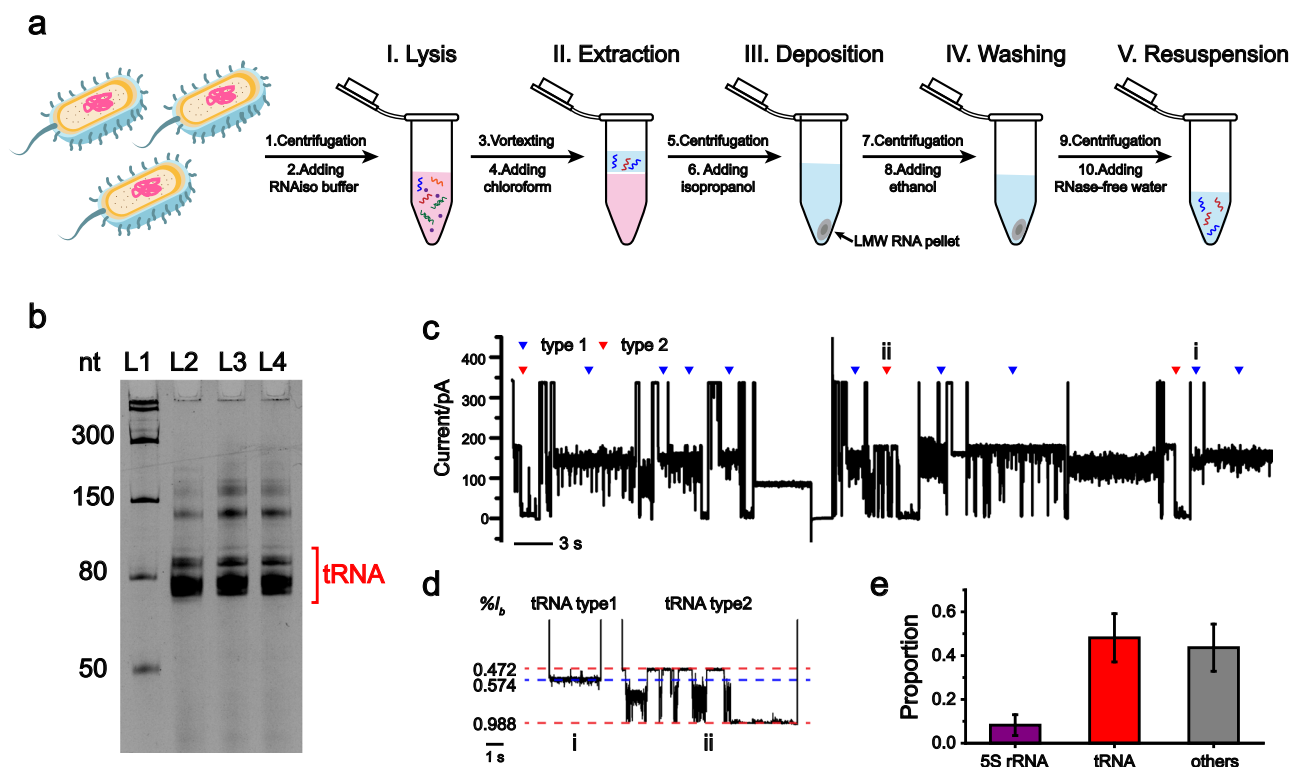 a
I. Lysis
II. Extraction
III. Deposition
IV. Washing
V. Resuspension
1.Centrifugation
2.Adding
RNAiso buffer
3.Vortexting
4.Adding
chloroform
5.Centrifugation
6. Adding
isopropanol
7.Centrifugation
8.Adding
ethanol
9.Centrifugation
10.Adding
RNase-free water
LMW RNA pellet
b
nt L1 L2 L3 L4
300
150
80
50
tRNA
c
type 1 type 2
ii
i
Current/pA
400
300
200
100
0
3 s
d
%Ib tRNA type1 tRNA type2
0.472
0.574
0.988
1 s
i
ii
e
Proportion
0.6
0.4
0.2
0.0
5S rRNA tRNA others